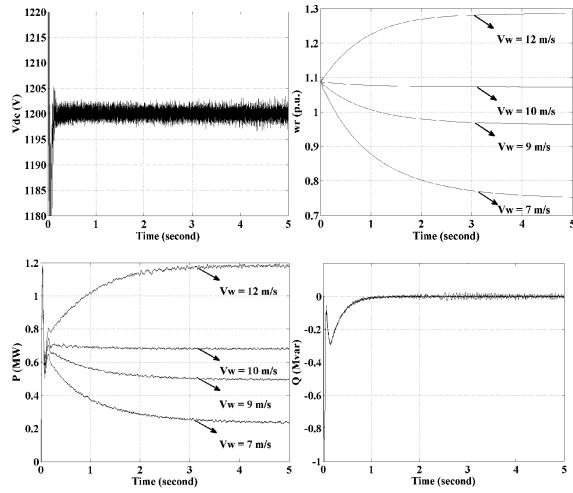 1220
1215
1210
1205
1200
1195
1190
1185
1180
Vdc (V)
0 1 2 3 4 5
Time (second)
1.3
1.2
1.1
1
0.9
0.8
0.7
wr (p.u.)
Vw = 12 m/s
Vw = 10 m/s
Vw = 9 m/s
Vw = 7 m/s
0 1 2 3 4 5
Time (second)
1.2
1
0.8
0.6
0.4
0.2
0
P (MW)
Vw = 12 m/s
Vw = 10 m/s
Vw = 9 m/s
Vw = 7 m/s
0 1 2 3 4 5
Time (second)
0
-0.2
-0.4
-0.6
-0.8
-1
Q (Mvar)
0 1 2 3 4 5
Time (second)